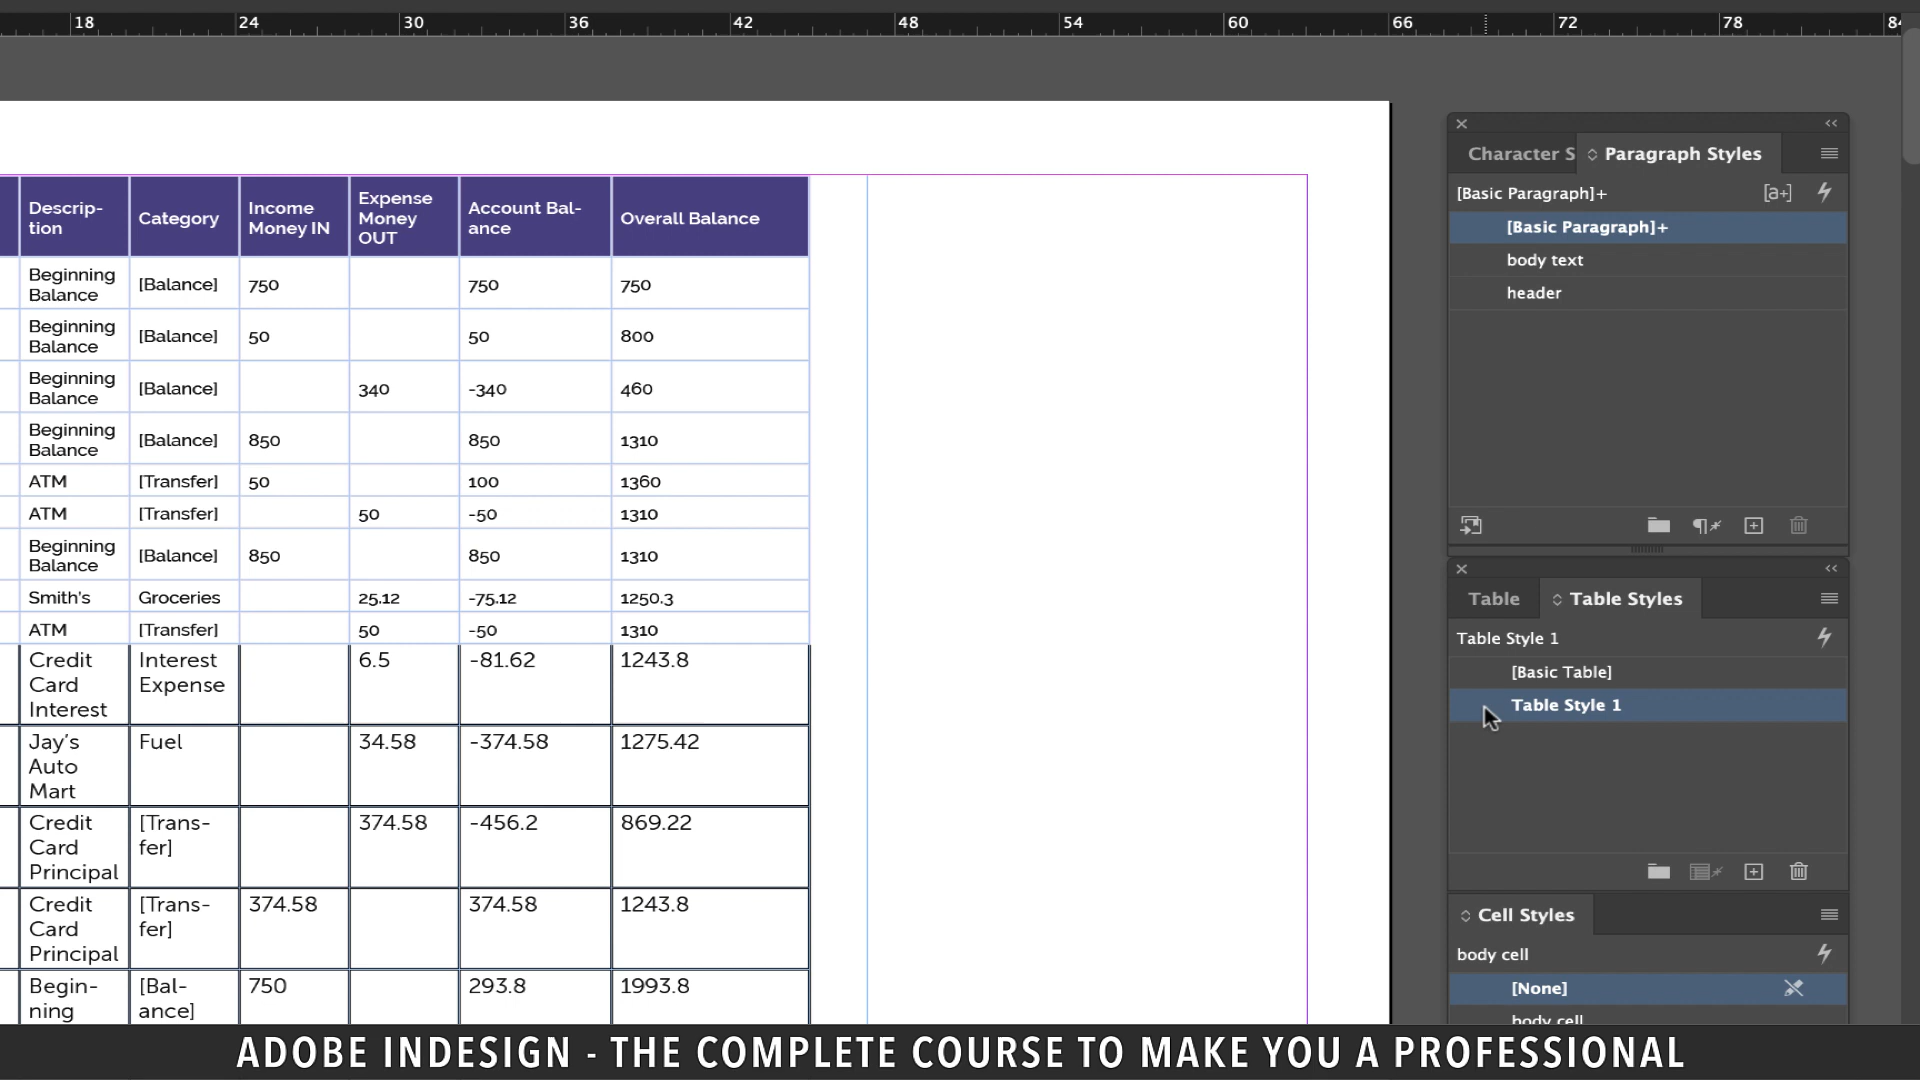 18 24 30 36 42 48 54 60 66 72 78 84
Descrip-
tion
Category
Income
Money IN
Expense
Money
OUT
Account Bal-
ance
Overall Balance
Beginning
Balance
[Balance]
750
750
750
Beginning
Balance
[Balance]
50
50
800
Beginning
Balance
[Balance]
340
-340
460
Beginning
Balance
[Balance]
850
850
1310
ATM
[Transfer]
50
100
1360
ATM
[Transfer]
50
-50
1310
Beginning
Balance
[Balance]
850
850
1310
Smith's
Groceries
25.12
-75.12
1250.3
ATM
[Transfer]
50
-50
1310
Credit
Card
Interest
Interest
Expense
6.5
-81.62
1243.8
Jay's
Auto
Mart
Fuel
34.58
-374.58
1275.42
Credit
Card
Principal
[Trans-
fer]
374.58
-456.2
869.22
Credit
Card
Principal
[Trans-
fer]
374.58
374.58
1243.8
Begin-
ning
[Bal-
ance]
750
293.8
1993.8
Character S
Paragraph Styles
[Basic Paragraph]+
[a+]
[Basic Paragraph]+
body text
header
Table
Table Styles
Table Style 1
[Basic Table]
Table Style 1
Cell Styles
body cell
[None]
body cell
ADOBE INDESIGN - THE COMPLETE COURSE TO MAKE YOU A PROFESSIONAL